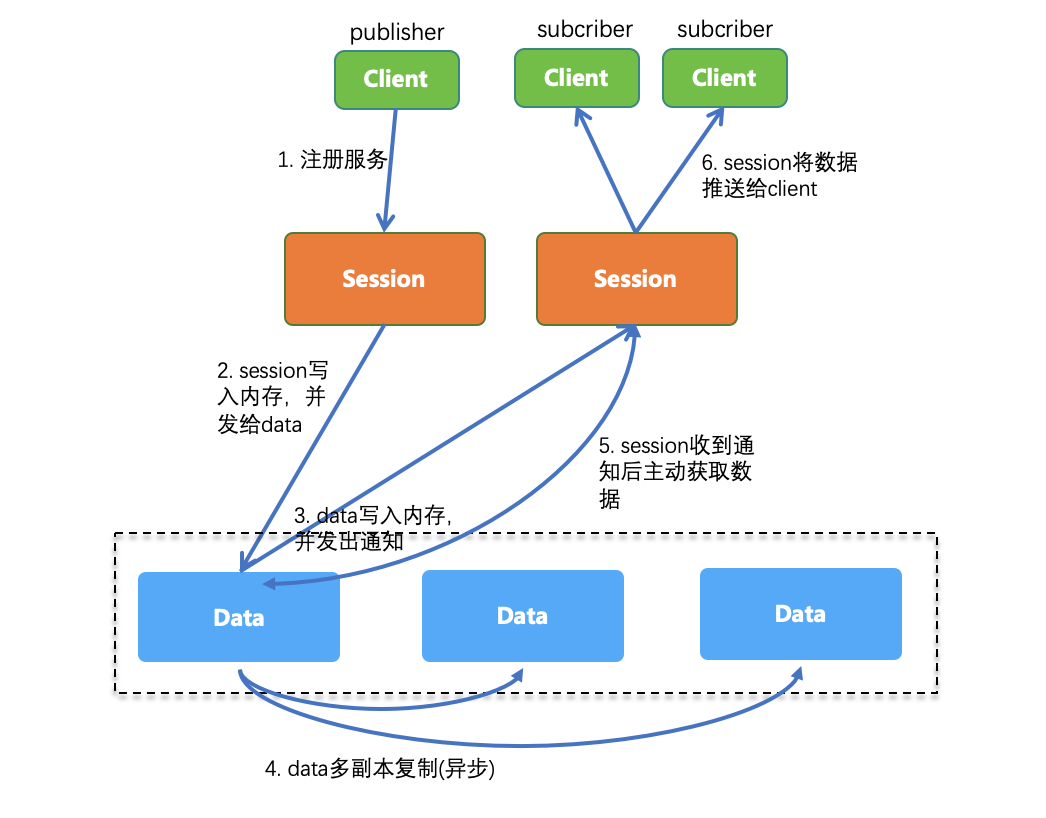 publisher
subcriber
subcriber
Client
Client
Client
1. 注册服务
6. session将数据
推送给client
Session
Session
2. session写
入内存，并
发给data
5. session收到通
知后主动获取数
据
3. data写入内存，
并发出通知
Data
Data
Data
4. data多副本复制(异步)